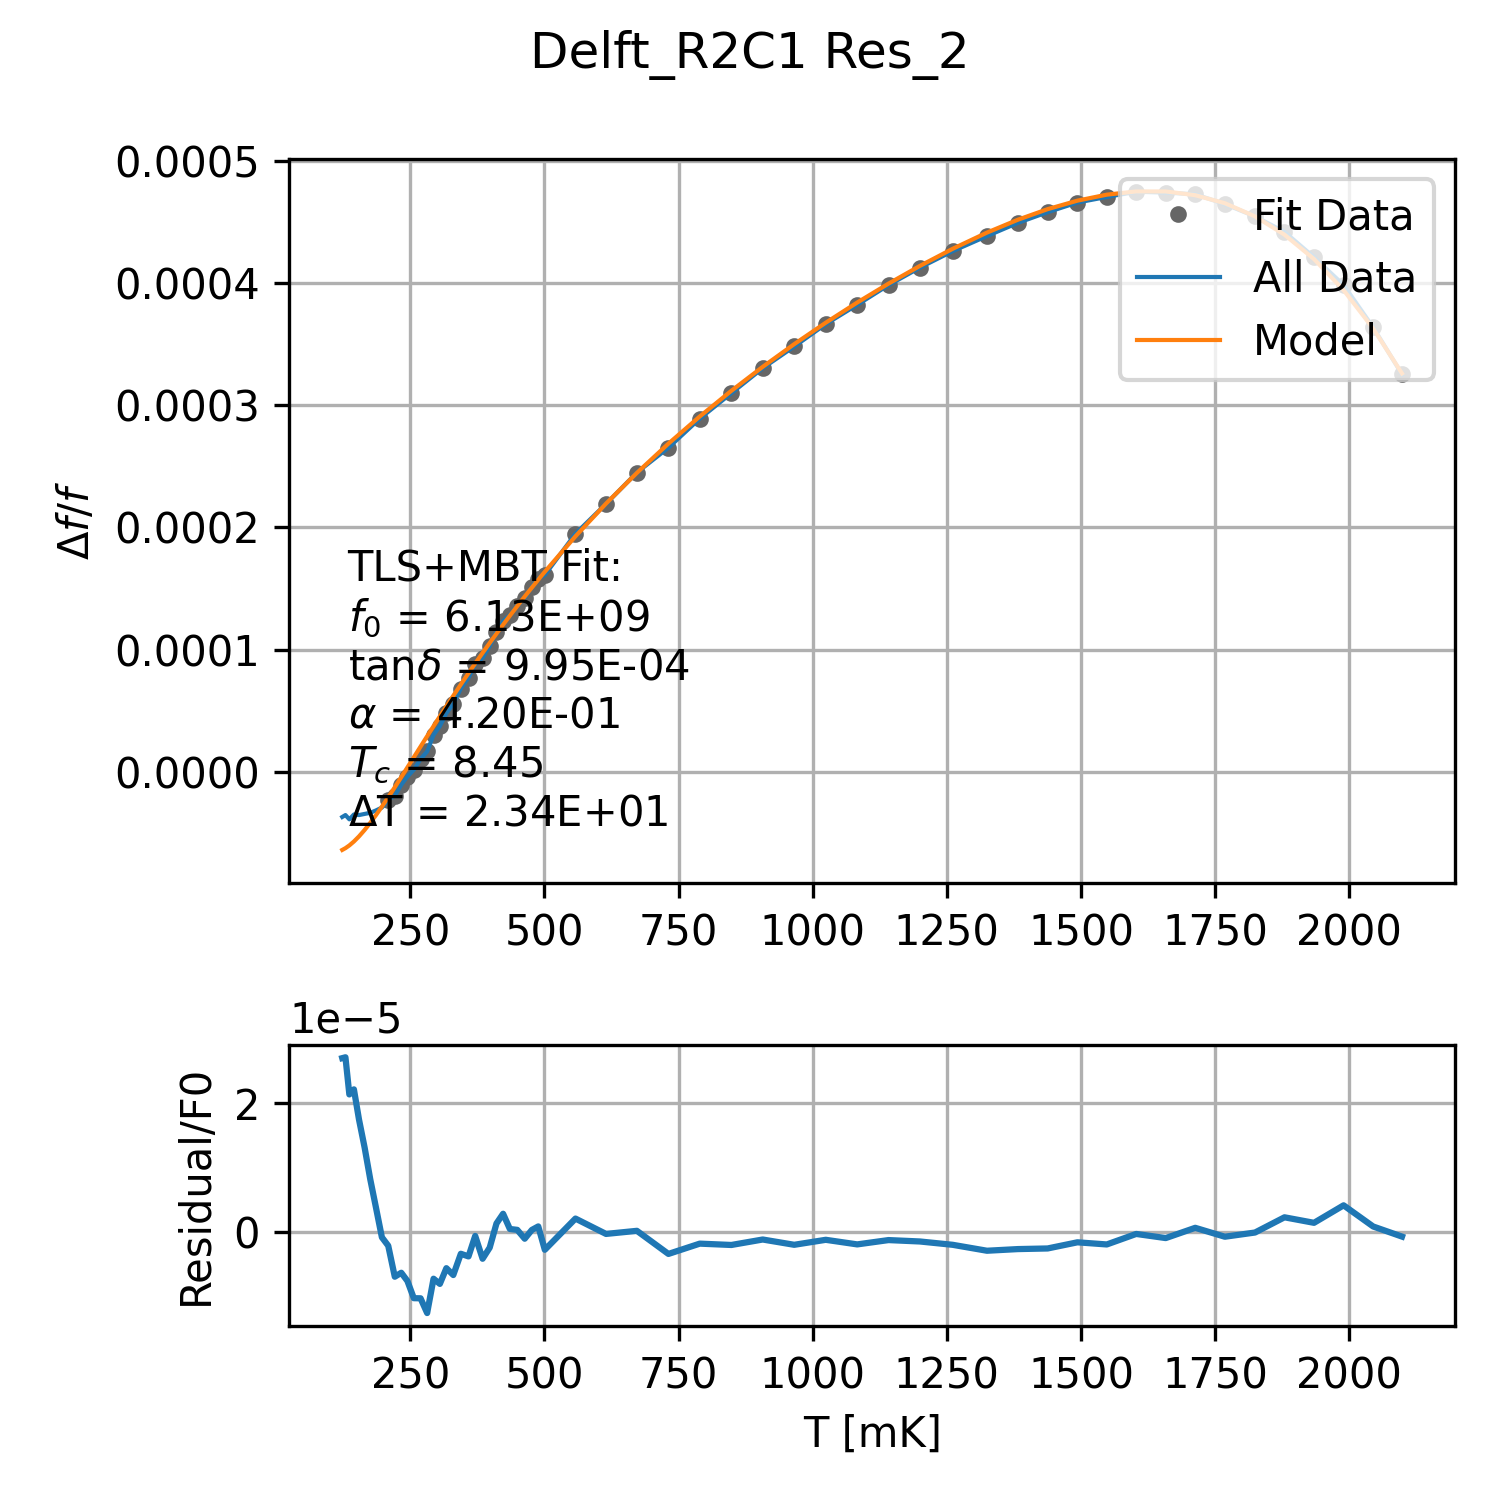 Delft_R2C1 Res_2
0.0005
0.0004
0.0003
0.0002
0.0001
0.0000
Δf/f
Fit Data
All Data
Model
TLS+MBT Fit:
f₀ = 6.13E+09
tanδ = 9.95E-04
α = 4.20E-01
T꜀ = 8.45
ΔT = 2.34E+01
250 500 750 1000 1250 1500 1750 2000
1e−5
2
0
Residual/F0
250 500 750 1000 1250 1500 1750 2000
T [mK]